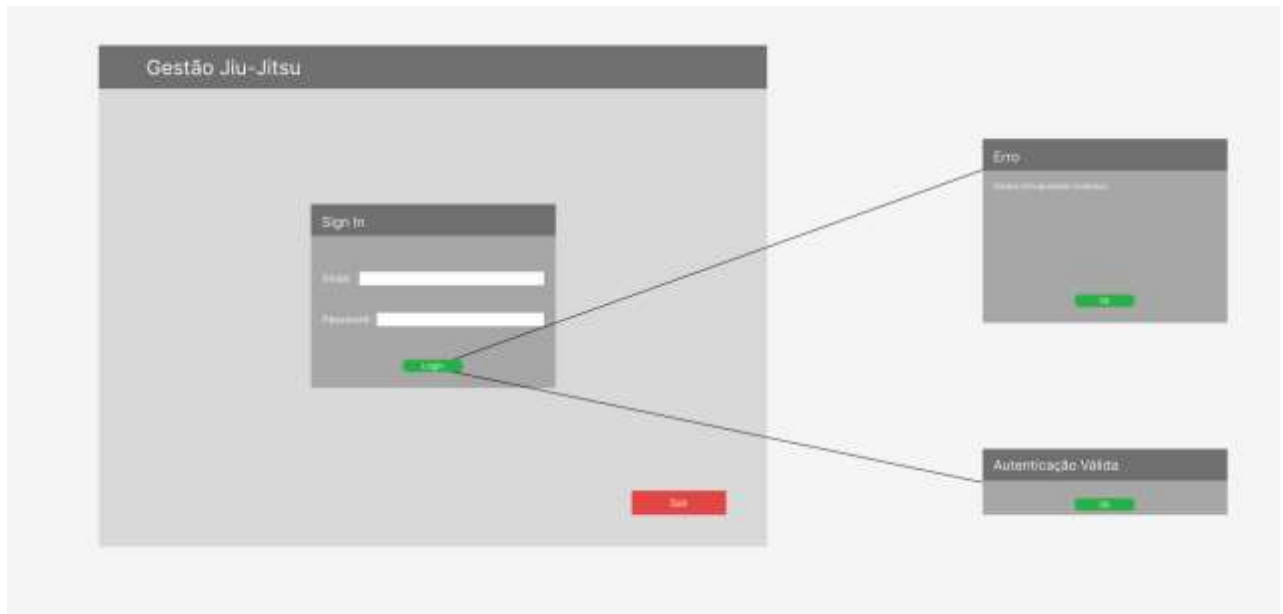 Gestão Jiu-Jitsu
Sign In
Password
Login
Sair
Erro
Ok
Autenticação Válida
Ok